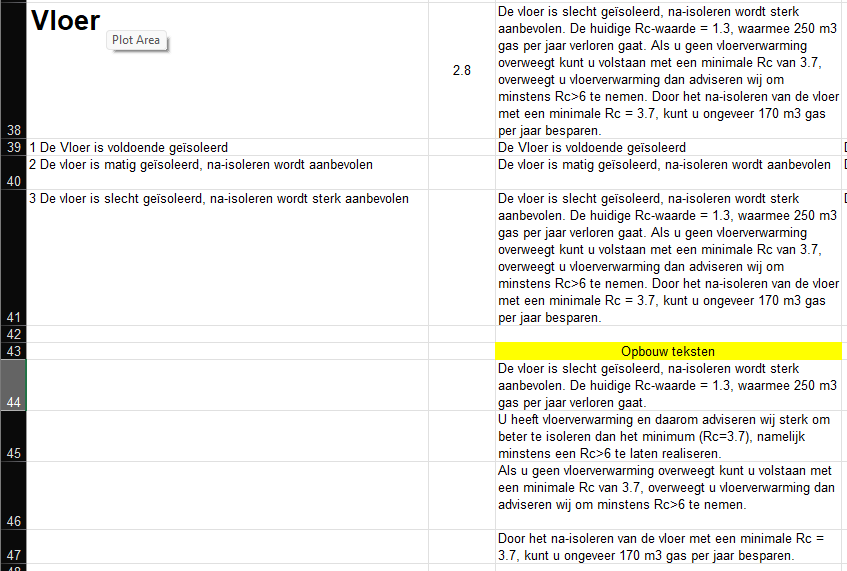 Vloer
Plot Area
2.8
De vloer is slecht geïsoleerd, na-isoleren wordt sterk
aanbevolen. De huidige Rc-waarde = 1.3, waarmee 250 m3
gas per jaar verloren gaat. Als u geen vloerverwarming
overweegt kunt u volstaan met een minimale Rc van 3.7,
overweegt u vloerverwarming dan adviseren wij om
minstens Rc>6 te nemen. Door het na-isoleren van de vloer
met een minimale Rc = 3.7, kunt u ongeveer 170 m3 gas
per jaar besparen.
38
39 1 De Vloer is voldoende geïsoleerd De Vloer is voldoende geïsoleerd
2 De vloer is matig geïsoleerd, na-isoleren wordt aanbevolen De vloer is matig geïsoleerd, na-isoleren wordt aanbevolen
40
3 De vloer is slecht geïsoleerd, na-isoleren wordt sterk aanbevolen
De vloer is slecht geïsoleerd, na-isoleren wordt sterk
aanbevolen. De huidige Rc-waarde = 1.3, waarmee 250 m3
gas per jaar verloren gaat. Als u geen vloerverwarming
overweegt kunt u volstaan met een minimale Rc van 3.7,
overweegt u vloerverwarming dan adviseren wij om
minstens Rc>6 te nemen. Door het na-isoleren van de vloer
met een minimale Rc = 3.7, kunt u ongeveer 170 m3 gas
per jaar besparen.
41
42
43 Opbouw teksten
De vloer is slecht geïsoleerd, na-isoleren wordt sterk
aanbevolen. De huidige Rc-waarde = 1.3, waarmee 250 m3
gas per jaar verloren gaat.
44
U heeft vloerverwarming en daarom adviseren wij sterk om
beter te isoleren dan het minimum (Rc=3.7), namelijk
minstens een Rc>6 te laten realiseren.
45
Als u geen vloerverwarming overweegt kunt u volstaan met
een minimale Rc van 3.7, overweegt u vloerverwarming dan
adviseren wij om minstens Rc>6 te nemen.
46
Door het na-isoleren van de vloer met een minimale Rc =
3.7, kunt u ongeveer 170 m3 gas per jaar besparen.
47